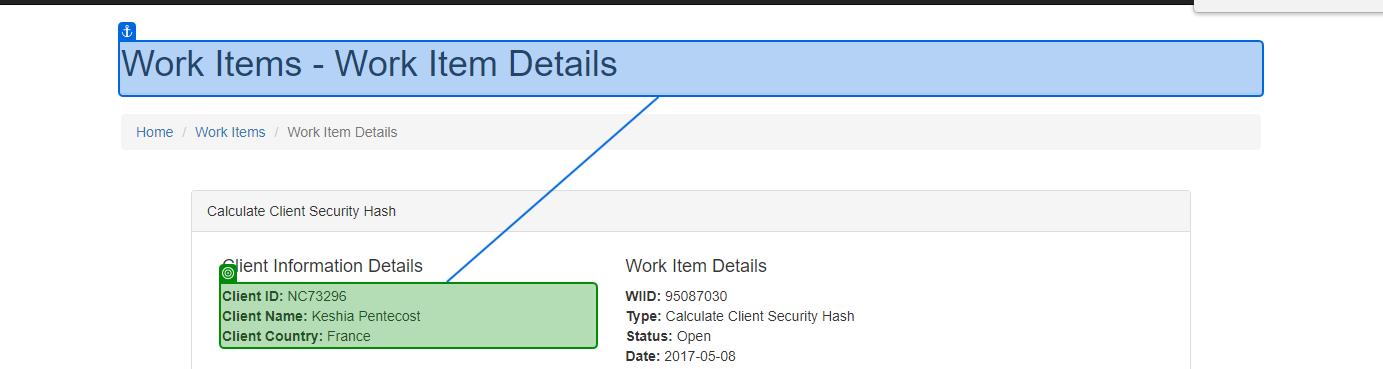 Work Items - Work Item Details
Home / Work Items / Work Item Details
Calculate Client Security Hash
Client Information Details
Client ID: NC73296
Client Name: Keshia Pentecost
Client Country: France
Work Item Details
WIID: 95087030
Type: Calculate Client Security Hash
Status: Open
Date: 2017-05-08